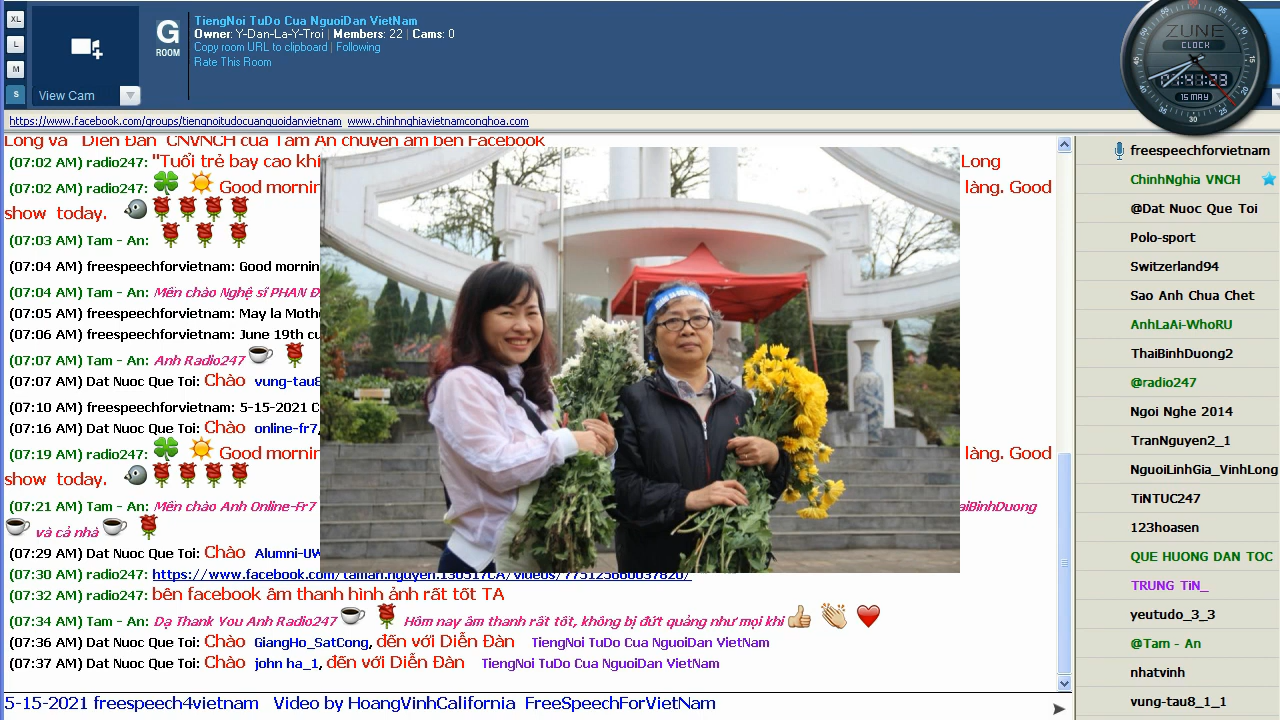 XL
L
M
S
View Cam
G
ROOM
TiengNoi TuDo Cua NguoiDan VietNam
Owner: Y-Dan-La-Y-Troi | Members: 22 | Cams: 0
Copy room URL to clipboard | Following
Rate This Room
ZUNE
CLOCK
15 MAY
https://www.facebook.com/groups/tiengnoitudocuanguoidanvietnam www.chinhnghiavietnamconghoa.com
Long và Diễn Đàn CNVNCH của Tâm An chuyển âm bên Facebook
(07:02 AM) radio247: "Tuổi trẻ bay cao khí Long
(07:02 AM) radio247: Good mornin làng. Good
show today.
(07:03 AM) Tam - An:
(07:04 AM) freespeechforvietnam: Good mornin
(07:04 AM) Tam - An: Mến chào Nghệ sĩ PHAN Đ
(07:05 AM) freespeechforvietnam: May la Moth
(07:06 AM) freespeechforvietnam: June 19th cu
(07:07 AM) Tam - An: Anh Radio247
(07:07 AM) Dat Nuoc Que Toi: Chào vung-tau8
(07:10 AM) freespeechforvietnam: 5-15-2021 C
(07:16 AM) Dat Nuoc Que Toi: Chào online-fr7,
(07:19 AM) radio247: Good mornin làng. Good
show today.
(07:21 AM) Tam - An: Mến chào Anh Online-Fr7 aiBinhDuong
và cả nhà
(07:29 AM) Dat Nuoc Que Toi: Chào Alumni-UW
(07:30 AM) radio247: https://www.facebook.com/taman.nguyen.130517CA/videos/775125660037820/
(07:32 AM) radio247: bên facebook âm thanh hình ảnh rất tốt TA
(07:34 AM) Tam - An: Dạ Thank You Anh Radio247 Hôm nay âm thanh rất tốt, không bị đứt quảng như mọi khi
(07:36 AM) Dat Nuoc Que Toi: Chào GiangHo_SatCong, đến với Diễn Đàn TiengNoi TuDo Cua NguoiDan VietNam
(07:37 AM) Dat Nuoc Que Toi: Chào john ha_1, đến với Diễn Đàn TiengNoi TuDo Cua NguoiDan VietNam
5-15-2021 freespeech4vietnam Video by HoangVinhCalifornia FreeSpeechForVietNam
freespeechforvietnam
ChinhNghia VNCH
@Dat Nuoc Que Toi
Polo-sport
Switzerland94
Sao Anh Chua Chet
AnhLaAi-WhoRU
ThaiBinhDuong2
@radio247
Ngoi Nghe 2014
TranNguyen2_1
NguoiLinhGia_VinhLong
TiNTUC247
123hoasen
QUE HUONG DAN TOC
TRUNG TiN_
yeutudo_3_3
@Tam - An
nhatvinh
vung-tau8_1_1